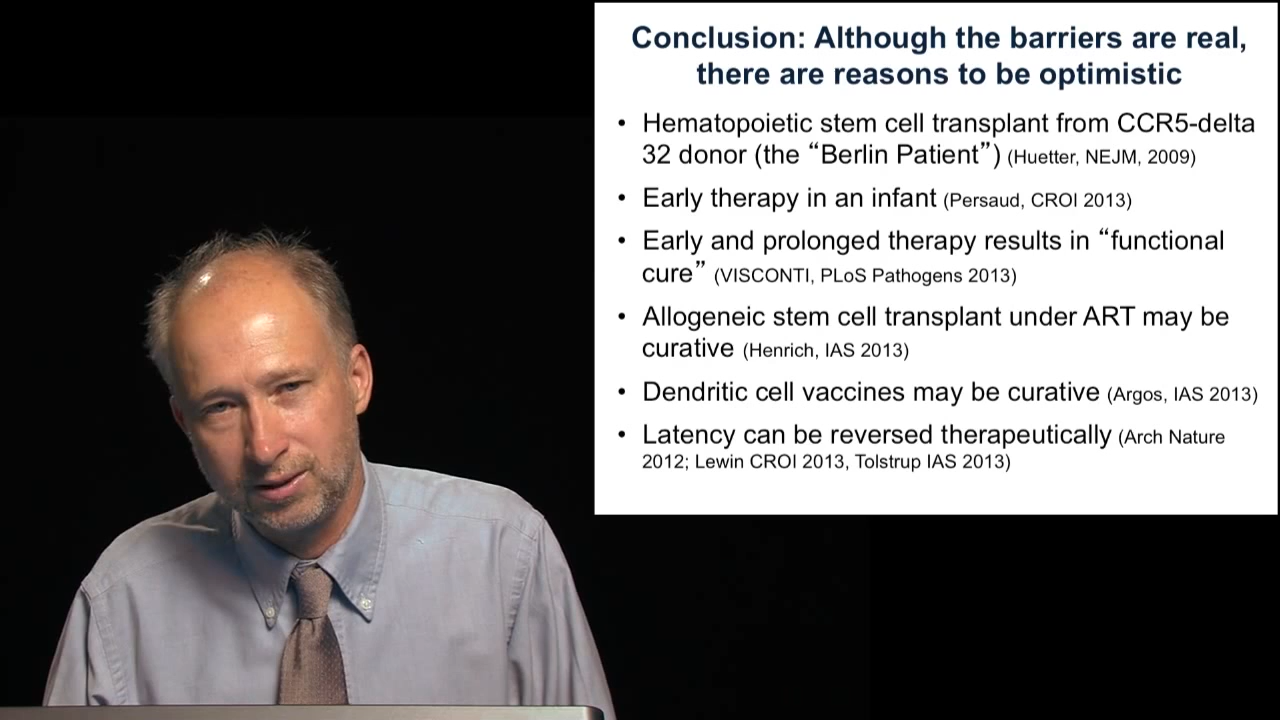 Conclusion: Although the barriers are real,
there are reasons to be optimistic
• Hematopoietic stem cell transplant from CCR5-delta
32 donor (the “Berlin Patient”) (Huetter, NEJM, 2009)
• Early therapy in an infant (Persaud, CROI 2013)
• Early and prolonged therapy results in “functional
cure” (VISCONTI, PLoS Pathogens 2013)
• Allogeneic stem cell transplant under ART may be
curative (Henrich, IAS 2013)
• Dendritic cell vaccines may be curative (Argos, IAS 2013)
• Latency can be reversed therapeutically (Arch Nature
2012; Lewin CROI 2013, Tolstrup IAS 2013)